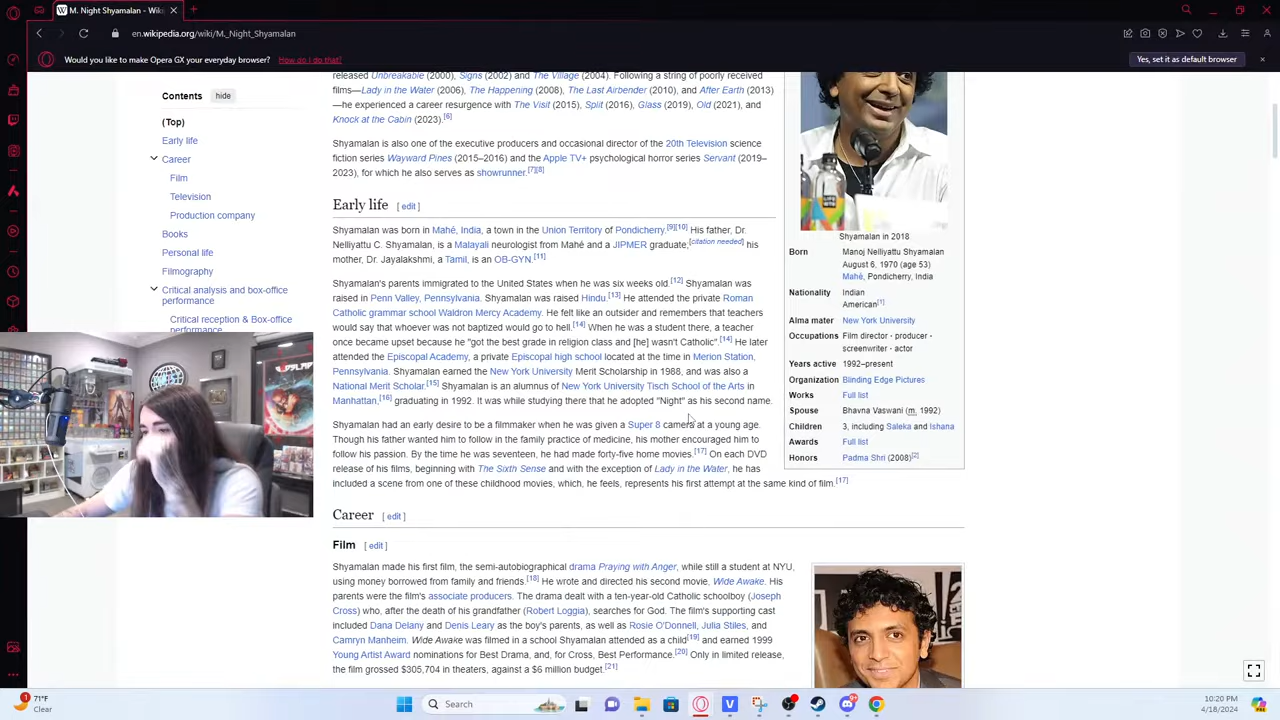 M. Night Shyamalan - Wiki
en.wikipedia.org/wiki/M._Night_Shyamalan
Would you like to make Opera GX your everyday browser? How do I do that?
Yes, set it as default browser
Contents hide
(Top)
Early life
Career
Film
Television
Production company
Books
Personal life
Filmography
Critical analysis and box-office
performance
Critical reception & Box-office
performance
released Unbreakable (2000), Signs (2002) and The Village (2004). Following a string of poorly received
films—Lady in the Water (2006), The Happening (2008), The Last Airbender (2010), and After Earth (2013)
—he experienced a career resurgence with The Visit (2015), Split (2016), Glass (2019), Old (2021), and
Knock at the Cabin (2023).[6]
Shyamalan is also one of the executive producers and occasional director of the 20th Television science
fiction series Wayward Pines (2015–2016) and the Apple TV+ psychological horror series Servant (2019–
2023), for which he also serves as showrunner.[7][8]
Early life [ edit ]
Shyamalan was born in Mahé, India, a town in the Union Territory of Pondicherry.[9][10] His father, Dr.
Nelliyattu C. Shyamalan, is a Malayali neurologist from Mahé and a JIPMER graduate;[citation needed] his
mother, Dr. Jayalakshmi, a Tamil, is an OB-GYN.[11]
Shyamalan's parents immigrated to the United States when he was six weeks old.[12] Shyamalan was
raised in Penn Valley, Pennsylvania. Shyamalan was raised Hindu.[13] He attended the private Roman
Catholic grammar school Waldron Mercy Academy. He felt like an outsider and remembers that teachers
would say that whoever was not baptized would go to hell.[14] When he was a student there, a teacher
once became upset because he "got the best grade in religion class and [he] wasn't Catholic".[14] He later
attended the Episcopal Academy, a private Episcopal high school located at the time in Merion Station,
Pennsylvania. Shyamalan earned the New York University Merit Scholarship in 1988, and was also a
National Merit Scholar.[15] Shyamalan is an alumnus of New York University Tisch School of the Arts in
Manhattan,[16] graduating in 1992. It was while studying there that he adopted "Night" as his second name.
Shyamalan had an early desire to be a filmmaker when he was given a Super 8 camera at a young age.
Though his father wanted him to follow in the family practice of medicine, his mother encouraged him to
follow his passion. By the time he was seventeen, he had made forty-five home movies.[17] On each DVD
release of his films, beginning with The Sixth Sense and with the exception of Lady in the Water, he has
included a scene from one of these childhood movies, which, he feels, represents his first attempt at the same kind of film.[17]
Career [ edit ]
Film [ edit ]
Shyamalan made his first film, the semi-autobiographical drama Praying with Anger, while still a student at NYU,
using money borrowed from family and friends.[18] He wrote and directed his second movie, Wide Awake. His
parents were the film's associate producers. The drama dealt with a ten-year-old Catholic schoolboy (Joseph
Cross) who, after the death of his grandfather (Robert Loggia), searches for God. The film's supporting cast
included Dana Delany and Denis Leary as the boy's parents, as well as Rosie O'Donnell, Julia Stiles, and
Camryn Manheim. Wide Awake was filmed in a school Shyamalan attended as a child[19] and earned 1999
Young Artist Award nominations for Best Drama, and, for Cross, Best Performance.[20] Only in limited release,
the film grossed $305,704 in theaters, against a $6 million budget.[21]
Shyamalan in 2018
Born Manoj Nelliyattu Shyamalan
August 6, 1970 (age 53)
Mahé, Pondicherry, India
Nationality Indian
American[1]
Alma mater New York University
Occupations Film director · producer ·
screenwriter · actor
Years active 1992–present
Organization Blinding Edge Pictures
Works Full list
Spouse Bhavna Vaswani (m. 1992)
Children 3, including Saleka and Ishana
Awards Full list
Honors Padma Shri (2008)[2]
1
71°F
Clear
Search
10:20 PM
4/18/2024